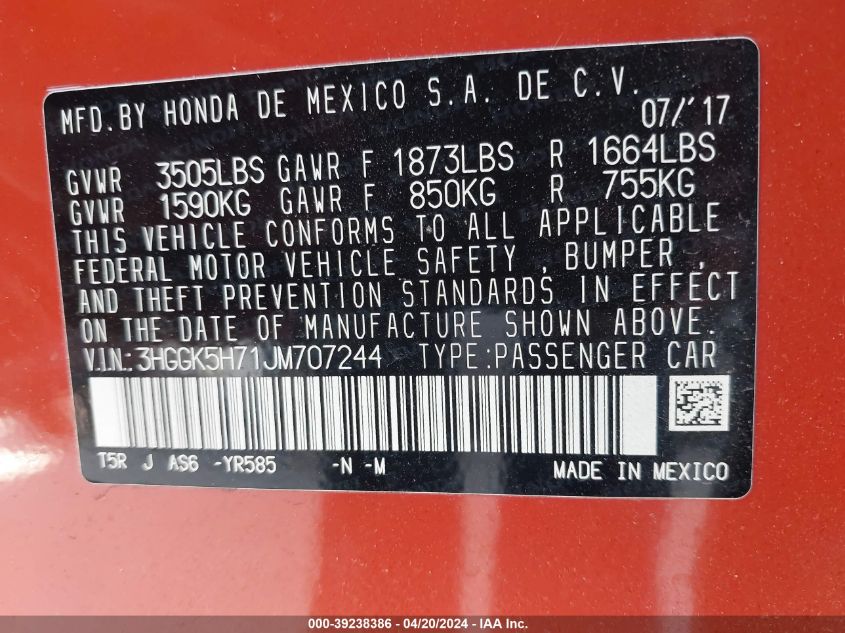 MFD. BY HONDA DE MEXICO S.A. DE C.V.
07/'17
GVWR 3505LBS GAWR F 1873LBS R 1664LBS
GVWR 1590KG GAWR F 850KG R 755KG
THIS VEHICLE CONFORMS TO ALL APPLICABLE
FEDERAL MOTOR VEHICLE SAFETY , BUMPER ,
AND THEFT PREVENTION STANDARDS IN EFFECT
ON THE DATE OF MANUFACTURE SHOWN ABOVE.
V.I.N.: 3HGGK5H71JM707244 TYPE:PASSENGER CAR
T5R J AS6 -YR585 -N -M MADE IN MEXICO
000-39238386 - 04/20/2024 - IAA Inc.